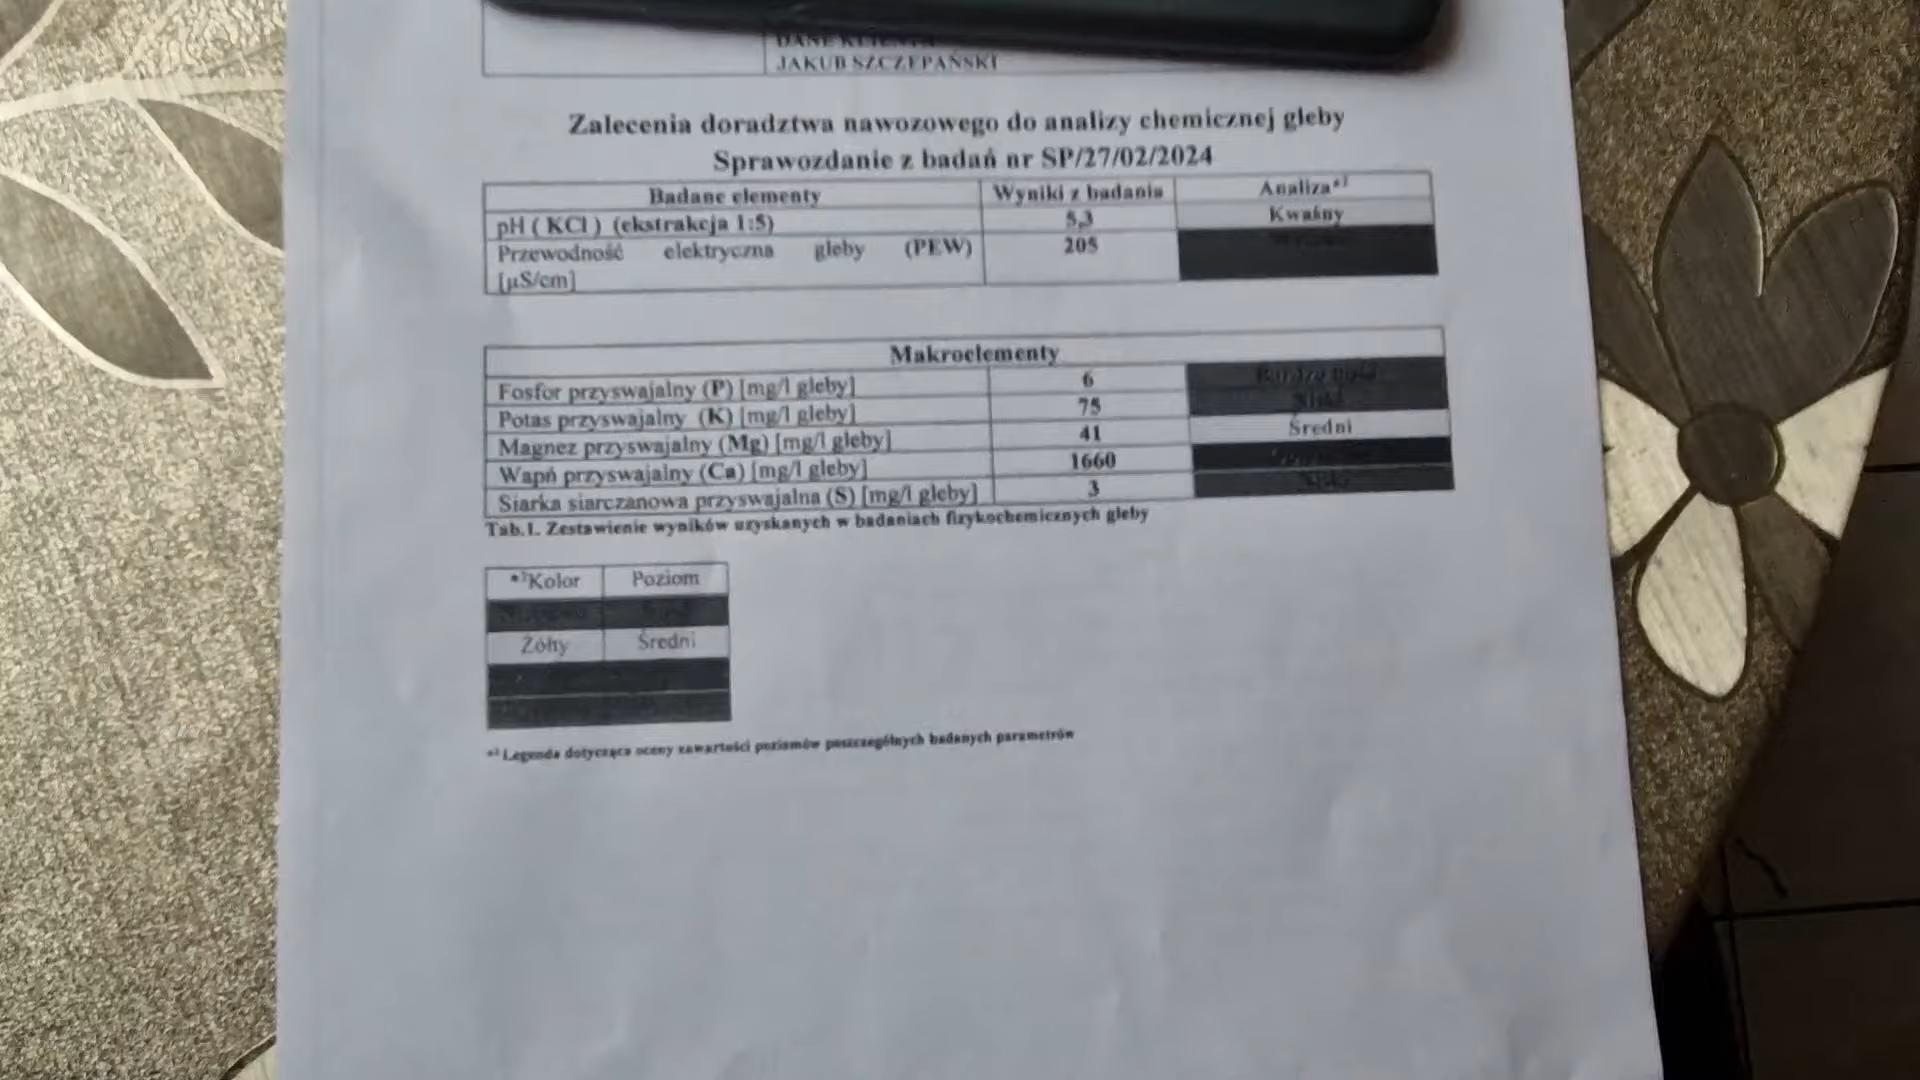 DANE KLIENTA
JAKUB SZCZEPAŃSKI
Zalecenia doradztwa nawozowego do analizy chemicznej gleby
Sprawozdanie z badań nr SP/27/02/2024
Badane elementy Wyniki z badania Analiza*⁾
pH ( KCl ) (ekstrakcja 1:5) 5,3 Kwaśny
Przewodność elektryczna gleby (PEW) 205
[µS/cm]
Makroelementy
Fosfor przyswajalny (P) [mg/l gleby] 6 Bardzo niski
Potas przyswajalny (K) [mg/l gleby] 75 Niski
Magnez przyswajalny (Mg) [mg/l gleby] 41 Średni
Wapń przyswajalny (Ca) [mg/l gleby] 1660
Siarka siarczanowa przyswajalna (S) [mg/l gleby] 3 Niski
Tab.1. Zestawienie wyników uzyskanych w badaniach fizykochemicznych gleby
*⁾Kolor Poziom
Żółty Średni
*⁾ Legenda dotycząca oceny zawartości poziomów poszczególnych badanych parametrów